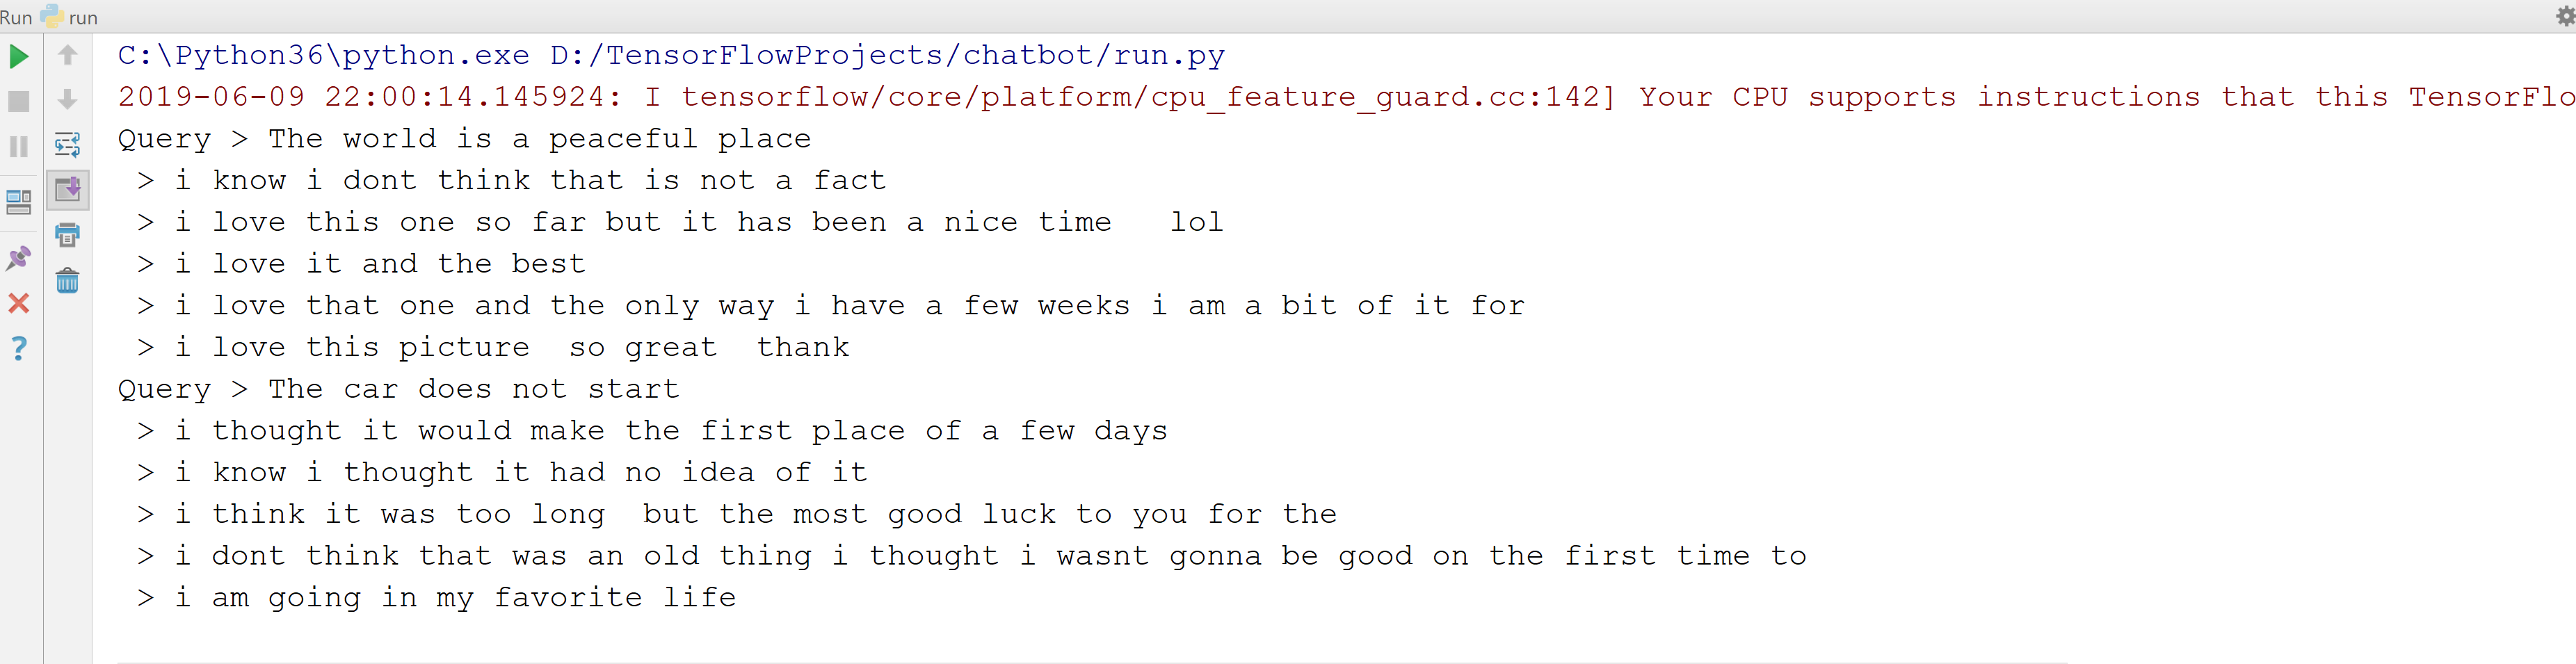 Run run
C:\Python36\python.exe D:/TensorFlowProjects/chatbot/run.py
2019-06-09 22:00:14.145924: I tensorflow/core/platform/cpu_feature_guard.cc:142] Your CPU supports instructions that this TensorFlo
Query > The world is a peaceful place
> i know i dont think that is not a fact
> i love this one so far but it has been a nice time   lol
> i love it and the best
> i love that one and the only way i have a few weeks i am a bit of it for
> i love this picture  so great  thank
Query > The car does not start
> i thought it would make the first place of a few days
> i know i thought it had no idea of it
> i think it was too long  but the most good luck to you for the
> i dont think that was an old thing i thought i wasnt gonna be good on the first time to
> i am going in my favorite life